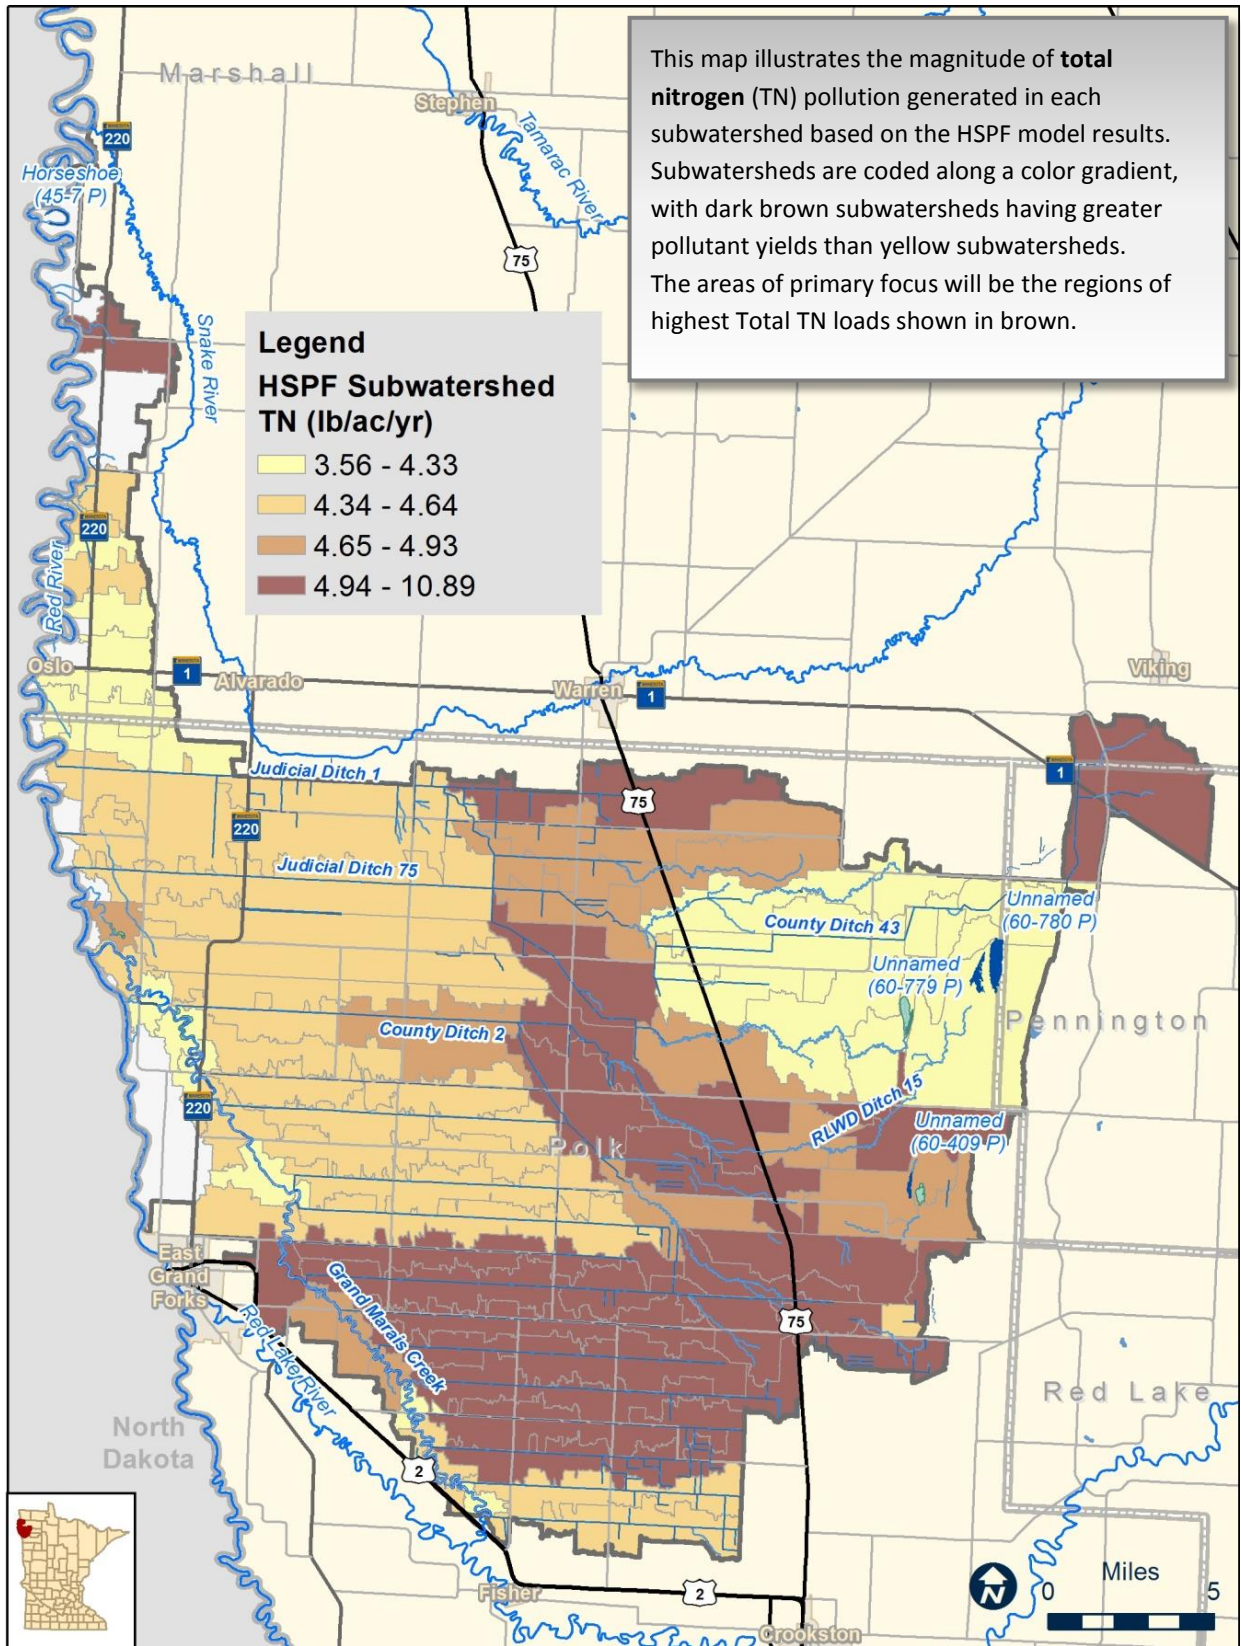 This map illustrates the magnitude of total
nitrogen (TN) pollution generated in each
subwatershed based on the HSPF model results.
Subwatersheds are coded along a color gradient,
with dark brown subwatersheds having greater
pollutant yields than yellow subwatersheds.
The areas of primary focus will be the regions of
highest Total TN loads shown in brown.
Marshall
Stephen
Tamarac River
220
Horseshoe
(45-7 P)
75
Snake River
Legend
HSPF Subwatershed
TN (lb/ac/yr)
3.56 - 4.33
4.34 - 4.64
4.65 - 4.93
4.94 - 10.89
220
Red River
Oslo
1
Alvarado
Warren
1
Viking
Judicial Ditch 1
75
1
220
Judicial Ditch 75
County Ditch 43
Unnamed
(60-780 P)
Unnamed
(60-779 P)
Pennington
County Ditch 2
220
RLWD Ditch 15
Unnamed
(60-409 P)
Polk
East
Grand
Forks
Grand Marais Creek
Red Lake River
75
Red Lake
North
Dakota
2
Fisher
2
Crookston
N
Miles
0 5